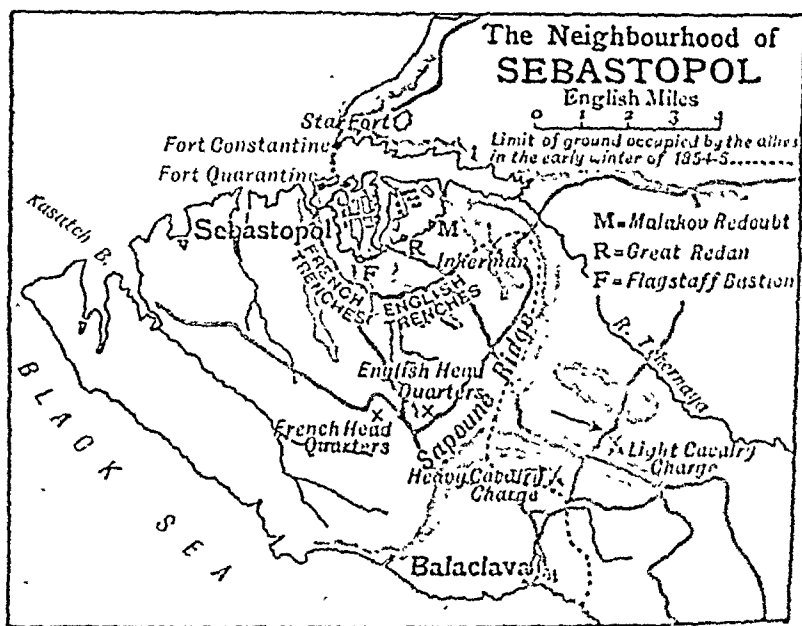 The Neighbourhood of
SEBASTOPOL
English Miles
0 1 2 3 4
Limit of ground occupied by the allies
in the early winter of 1854-5........
Star Fort
Fort Constantine
Fort Quarantine
M=Malakov Redoubt
R=Great Redan
F=Flagstaff Bastion
Kasatch B.
Sebastopol
M
R
F
Inkerman
FRENCH
TRENCHES
ENGLISH
TRENCHES
R. Tchernaya
English Head
Quarters
French Head
Quarters
Sapouné Ridge
Light Cavalry
Charge
Heavy Cavalry
Charge
BLACK SEA
Balaclava